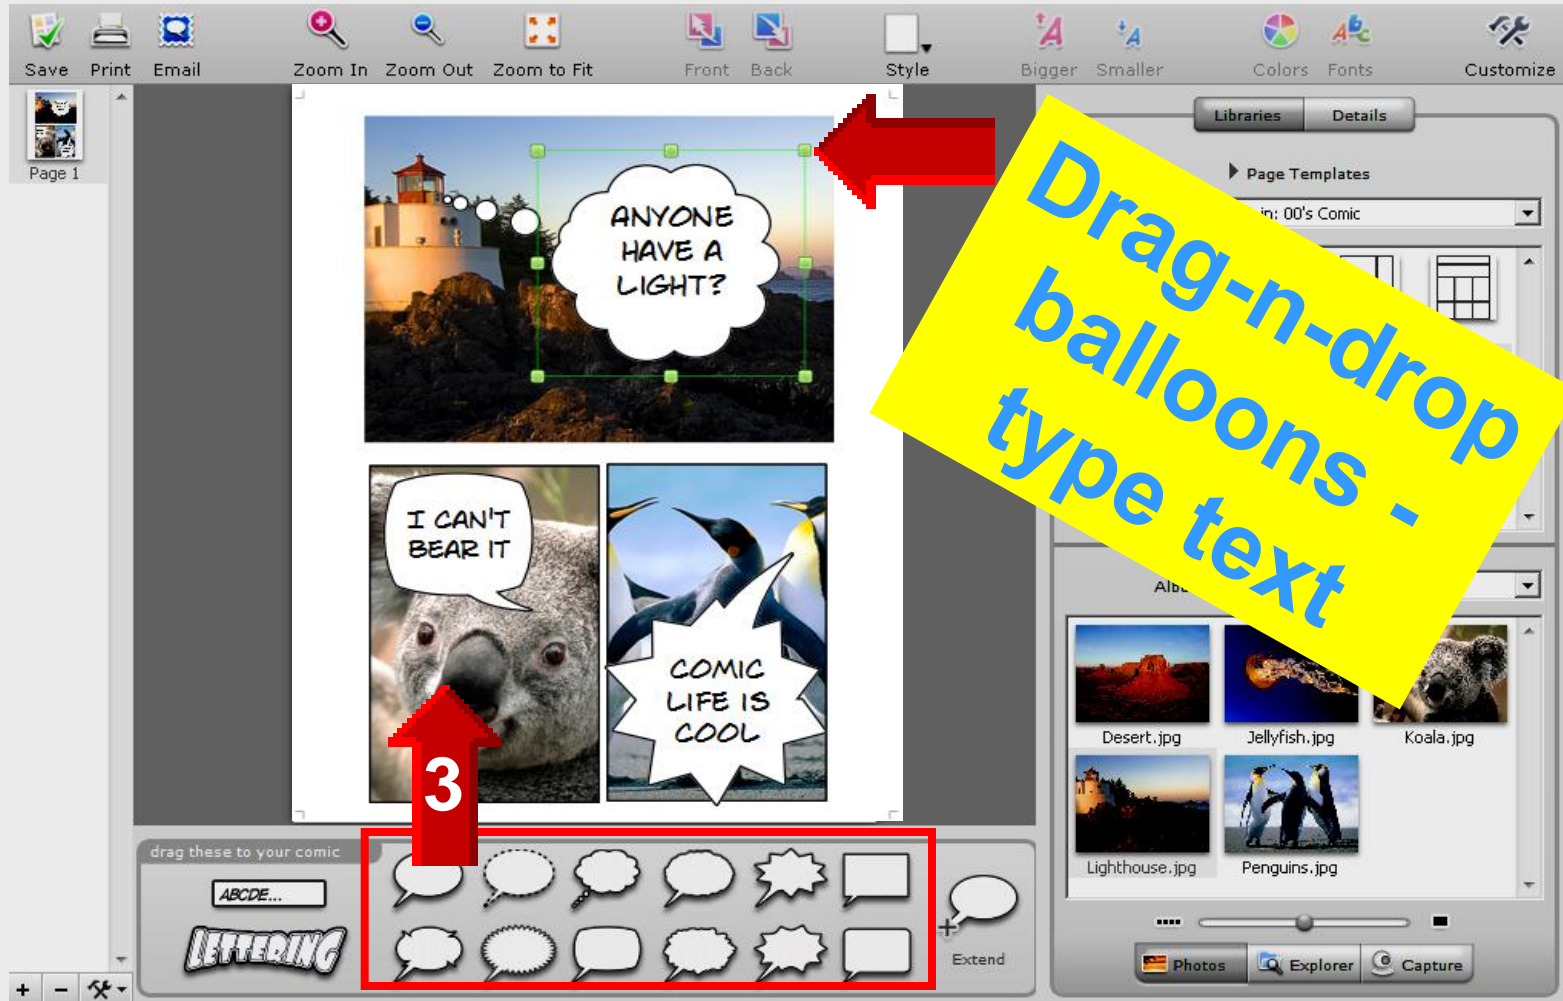 Save Print Email Zoom In Zoom Out Zoom to Fit Front Back Style Bigger Smaller Colors Fonts Customize
Page 1
ANYONE
HAVE A
LIGHT?
I CAN'T
BEAR IT
COMIC
LIFE IS
COOL
3
Drag-n-drop
balloons -
type text
Libraries Details
Page Templates
in: 00's Comic
Desert.jpg Jellyfish.jpg Koala.jpg
Lighthouse.jpg Penguins.jpg
Photos Explorer Capture
drag these to your comic
ABCDE...
LETTERING
Extend